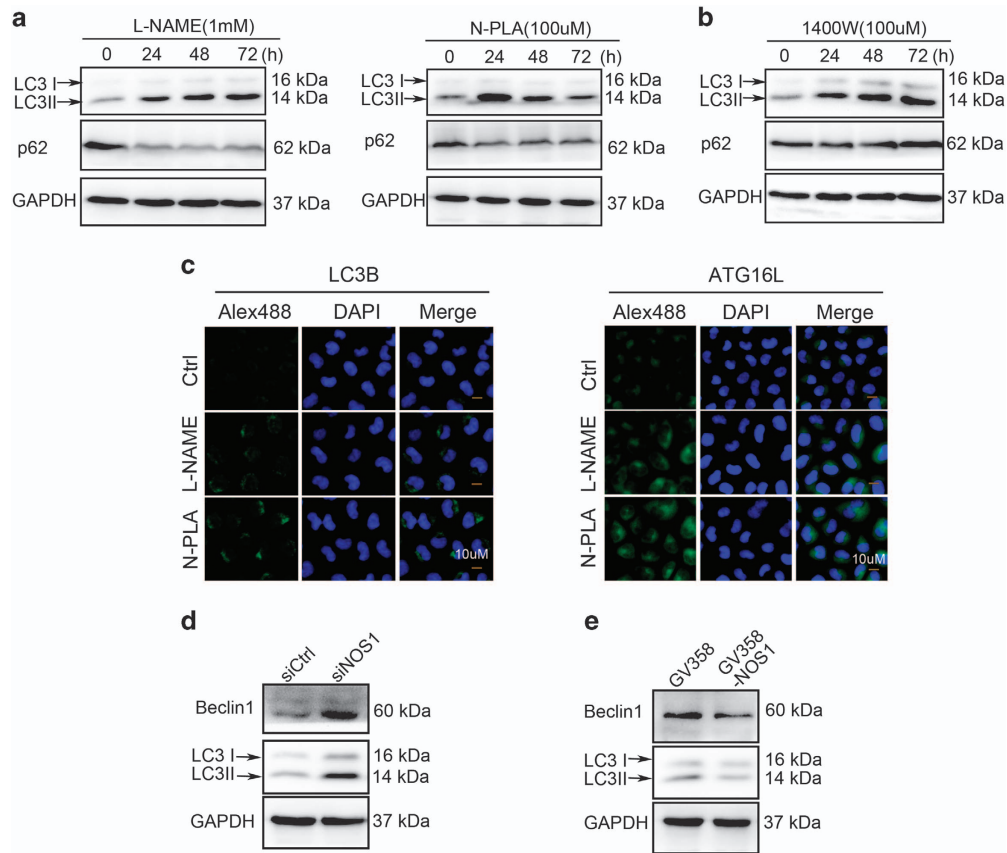 a
L-NAME(1mM)
0 24 48 72 (h)
LC3 I
LC3II
16 kDa
14 kDa
p62
62 kDa
GAPDH
37 kDa
N-PLA(100uM)
0 24 48 72 (h)
LC3 I
LC3II
16 kDa
14 kDa
p62
62 kDa
GAPDH
37 kDa
b
1400W(100uM)
0 24 48 72 (h)
LC3 I
LC3II
16 kDa
14 kDa
p62
62 kDa
GAPDH
37 kDa
c
LC3B
Alex488 DAPI Merge
Ctrl
L-NAME
N-PLA
10uM
ATG16L
Alex488 DAPI Merge
Ctrl
L-NAME
N-PLA
10uM
d
siCtrl
siNOS1
Beclin1
60 kDa
LC3 I
LC3II
16 kDa
14 kDa
GAPDH
37 kDa
e
GV358
GV358
-NOS1
Beclin1
60 kDa
LC3 I
LC3II
16 kDa
14 kDa
GAPDH
37 kDa